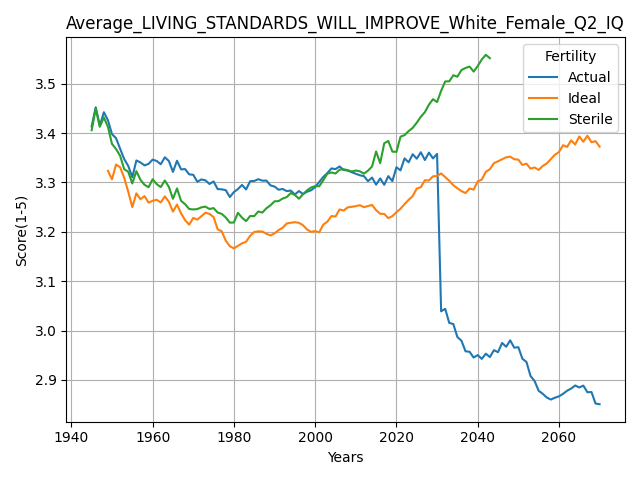 Average_LIVING_STANDARDS_WILL_IMPROVE_White_Female_Q2_IQ
Fertility
Actual
Ideal
Sterile
Score(1-5)
3.5
3.4
3.3
3.2
3.1
3.0
2.9
1940 1960 1980 2000 2020 2040 2060
Years